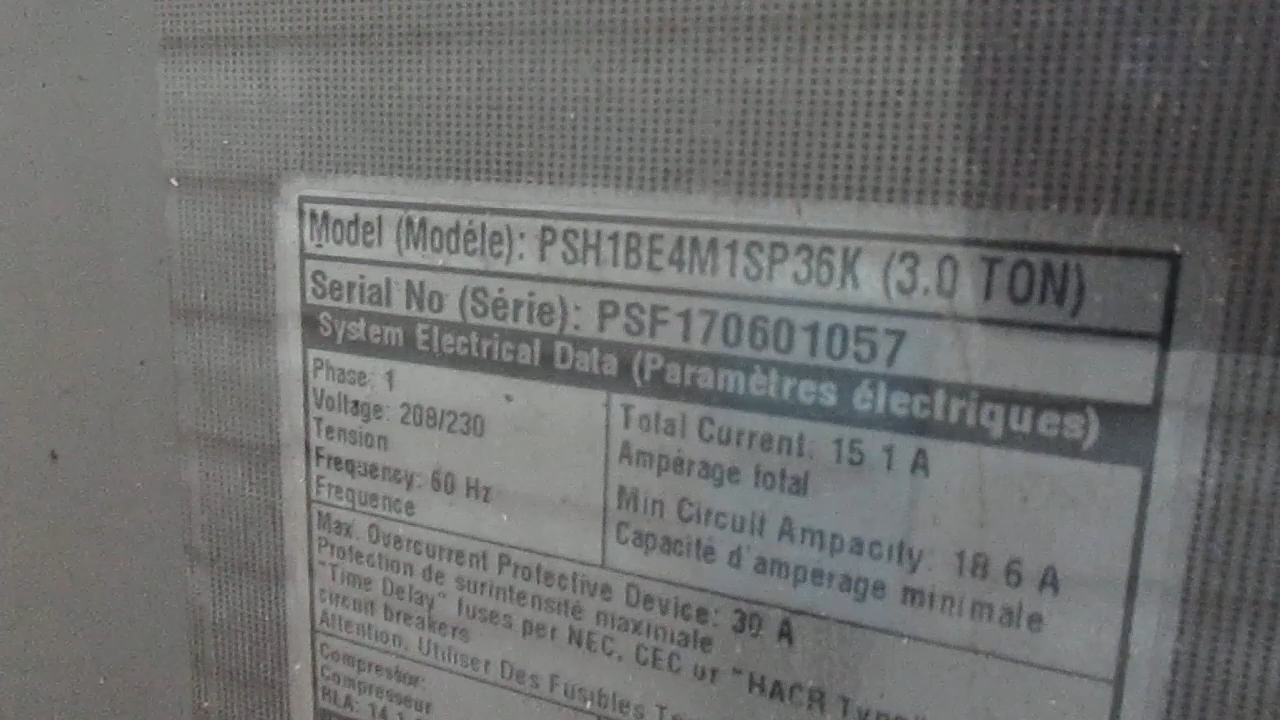 Model (Modéle): PSH1BE4M1SP36K (3.0 TON)
Serial No (Série): PSF170601057
System Electrical Data (Paramètres électriques)
Phase: 1
Voltage: 208/230
Tension
Frequency: 60 Hz
Frequence
Total Current: 15.1 A
Ampérage total
Min Circuit Ampacity: 18.6 A
Capacité d'amperage minimale
Max. Overcurrent Protective Device: 30 A
Protection de surintensité maximale
"Time Delay" fuses per NEC, CEC or "HACR Type"
circuit breakers
Attention, Utiliser Des Fusibles
Compressor:
Compresseur
RLA: 14.1